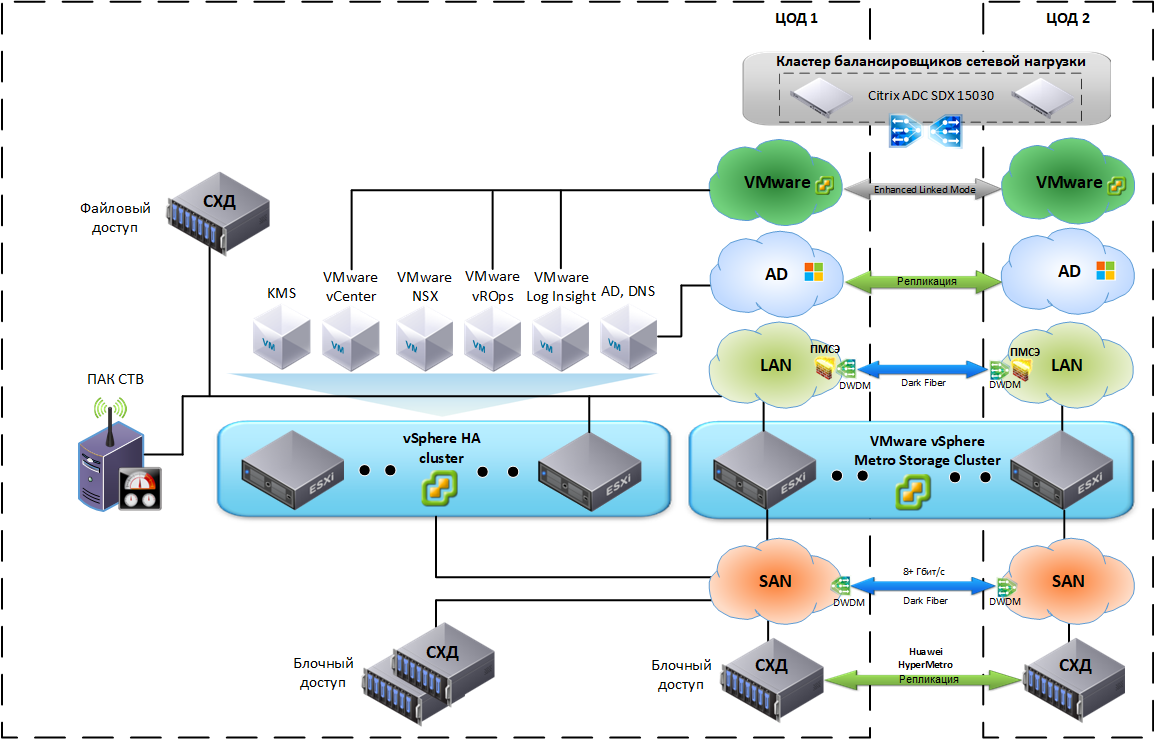 ЦОД 1
ЦОД 2
Кластер балансировщиков сетевой нагрузки
Citrix ADC SDX 15030
VMware
Enhanced Linked Mode
VMware
СХД
Файловый
доступ
AD
Репликация
AD
KMS
VMware
vCenter
VMware
NSX
VMware
vROps
VMware
Log Insight
AD, DNS
VM
VM
VM
VM
VM
VM
LAN
ПМСЭ
DWDM
Dark Fiber
DWDM
ПМСЭ
LAN
ПАК СТВ
vSphere HA
cluster
ESXi
ESXi
VMware vSphere
Metro Storage Cluster
ESXi
ESXi
SAN
DWDM
8+ Гбит/с
Dark Fiber
DWDM
SAN
Блочный
доступ
СХД
Блочный
доступ
СХД
Huawei
HyperMetro
Репликация
СХД